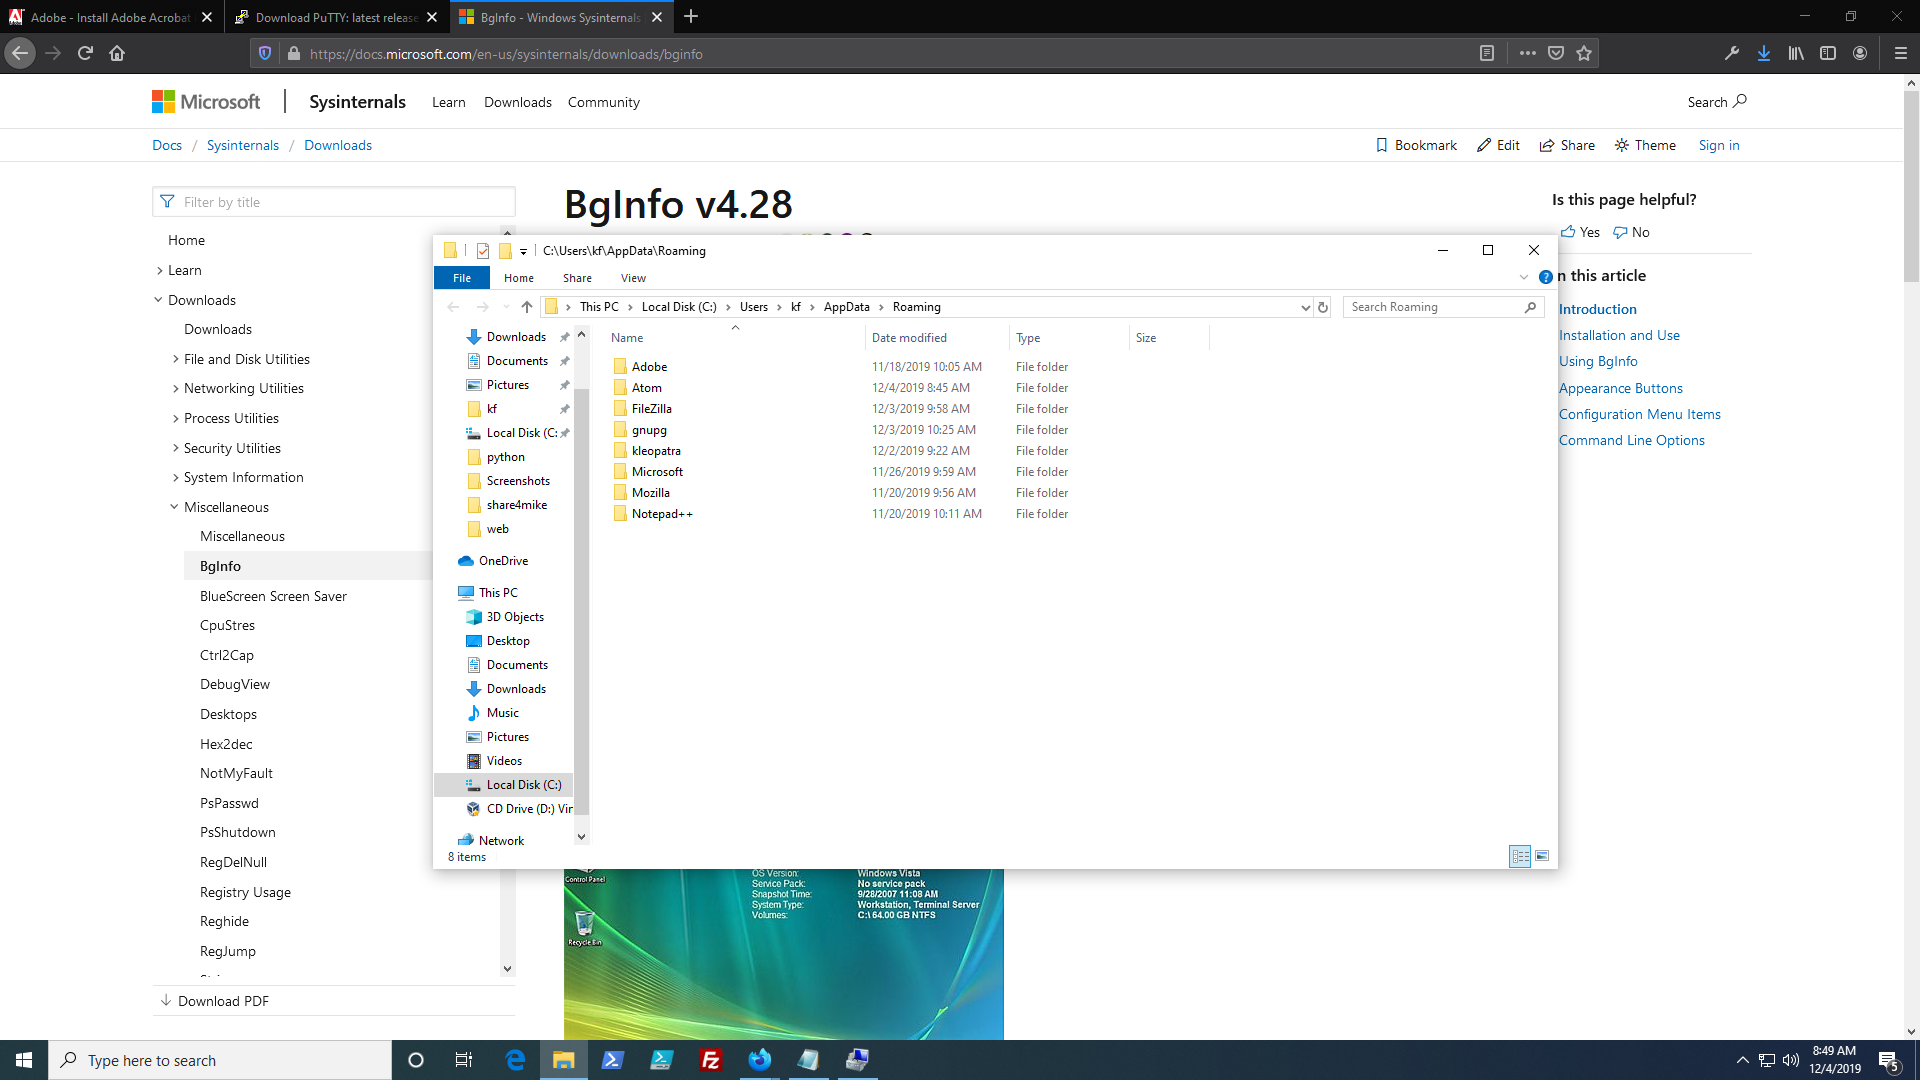 Adobe - Install Adobe Acrobat
Download PuTTY: latest release
BgInfo - Windows Sysinternals
https://docs.microsoft.com/en-us/sysinternals/downloads/bginfo
Microsoft
Sysinternals
Learn
Downloads
Community
Search
Docs / Sysinternals / Downloads
Bookmark
Edit
Share
Theme
Sign in
Filter by title
Home
Learn
Downloads
Downloads
File and Disk Utilities
Networking Utilities
Process Utilities
Security Utilities
System Information
Miscellaneous
Miscellaneous
BgInfo
BlueScreen Screen Saver
CpuStres
Ctrl2Cap
DebugView
Desktops
Hex2dec
NotMyFault
PsPasswd
PsShutdown
RegDelNull
Registry Usage
Reghide
RegJump
Download PDF
BgInfo v4.28
Is this page helpful?
Yes
No
n this article
Introduction
Installation and Use
Using BgInfo
Appearance Buttons
Configuration Menu Items
Command Line Options
C:\Users\kf\AppData\Roaming
File
Home
Share
View
This PC
Local Disk (C:)
Users
kf
AppData
Roaming
Search Roaming
Downloads
Documents
Pictures
kf
Local Disk (C:
python
Screenshots
share4mike
web
OneDrive
This PC
3D Objects
Desktop
Documents
Downloads
Music
Pictures
Videos
Local Disk (C:)
CD Drive (D:) Vir
Network
Name Date modified Type Size
Adobe 11/18/2019 10:05 AM File folder
Atom 12/4/2019 8:45 AM File folder
FileZilla 12/3/2019 9:58 AM File folder
gnupg 12/3/2019 10:25 AM File folder
kleopatra 12/2/2019 9:22 AM File folder
Microsoft 11/26/2019 9:59 AM File folder
Mozilla 11/20/2019 9:56 AM File folder
Notepad++ 11/20/2019 10:11 AM File folder
8 items
Control Panel
Recycle Bin
OS Version: Windows Vista
Service Pack: No service pack
Snapshot Time: 9/28/2007 11:08 AM
System Type: Workstation, Terminal Server
Volumes: C:\ 64.00 GB NTFS
Type here to search
8:49 AM
12/4/2019
5